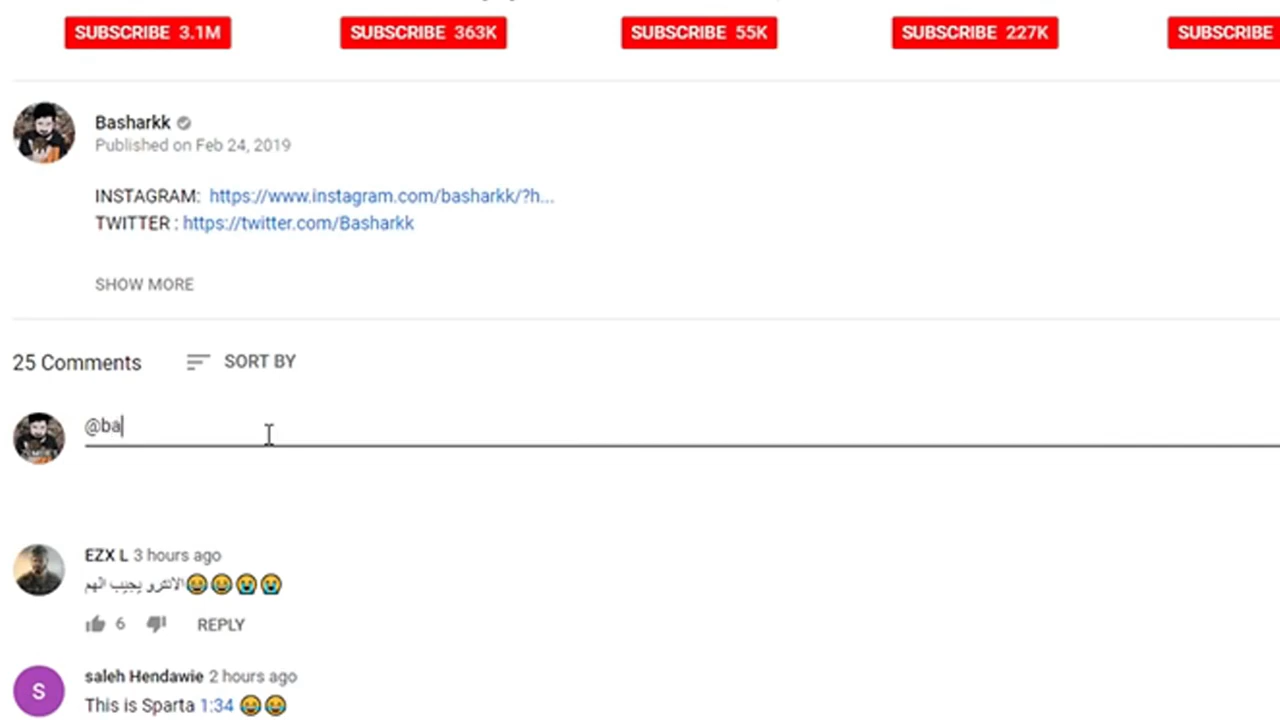 SUBSCRIBE 3.1M
SUBSCRIBE 363K
SUBSCRIBE 55K
SUBSCRIBE 227K
SUBSCRIBE
Basharkk
Published on Feb 24, 2019
INSTAGRAM: https://www.instagram.com/basharkk/?h...
TWITTER : https://twitter.com/Basharkk
SHOW MORE
25 Comments SORT BY
@ba
EZX L 3 hours ago
الانترو يجيب الهم😂😂😭😭
6 REPLY
S
saleh Hendawie 2 hours ago
This is Sparta 1:34 😂😂